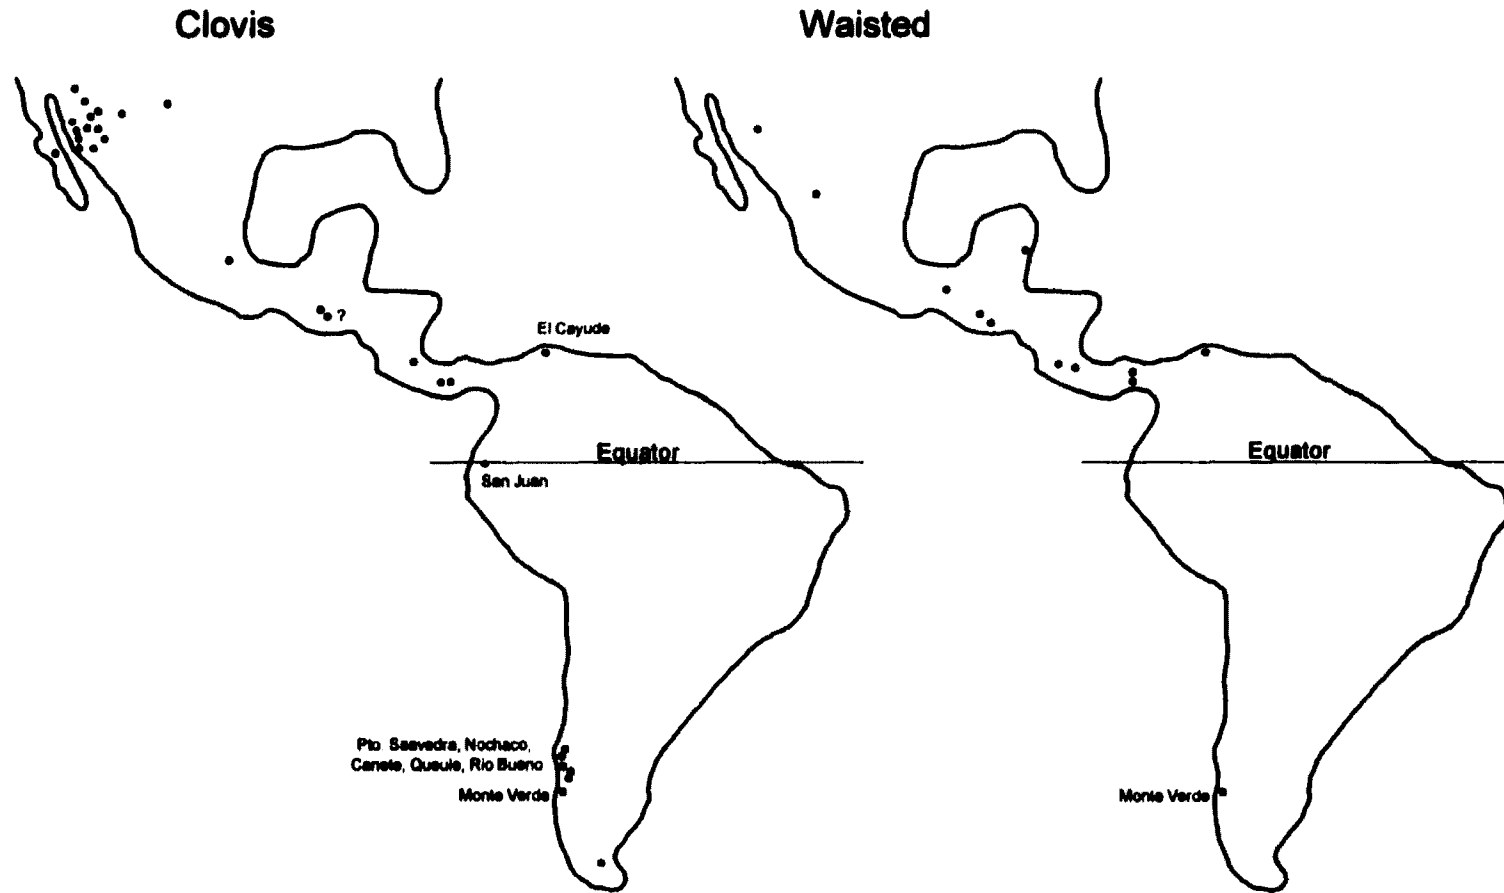 Clovis
Waisted
?
El Cayude
Equator
San Juan
Equator
Pto Saavedra, Nochaco,
Canete, Queule, Rio Bueno
Monte Verde
Monte Verde